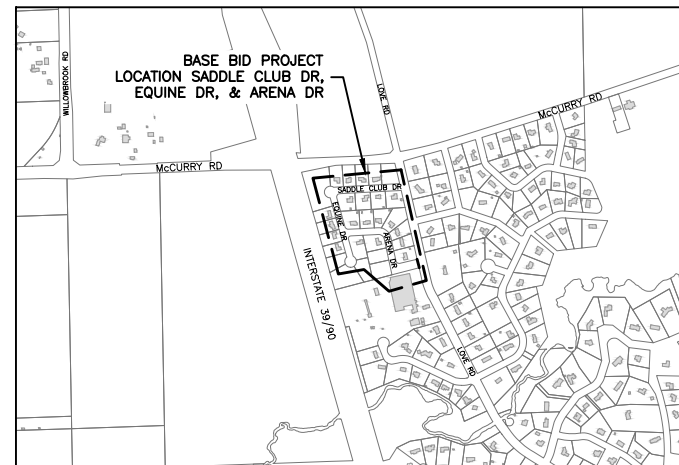 WILLOWBROOK RD
BASE BID PROJECT
LOCATION SADDLE CLUB DR,
EQUINE DR, & ARENA DR
LOVE RD
McCURRY RD
McCURRY RD
SADDLE CLUB DR
EQUINE DR
ARENA DR
INTERSTATE 39/90
LOVE RD